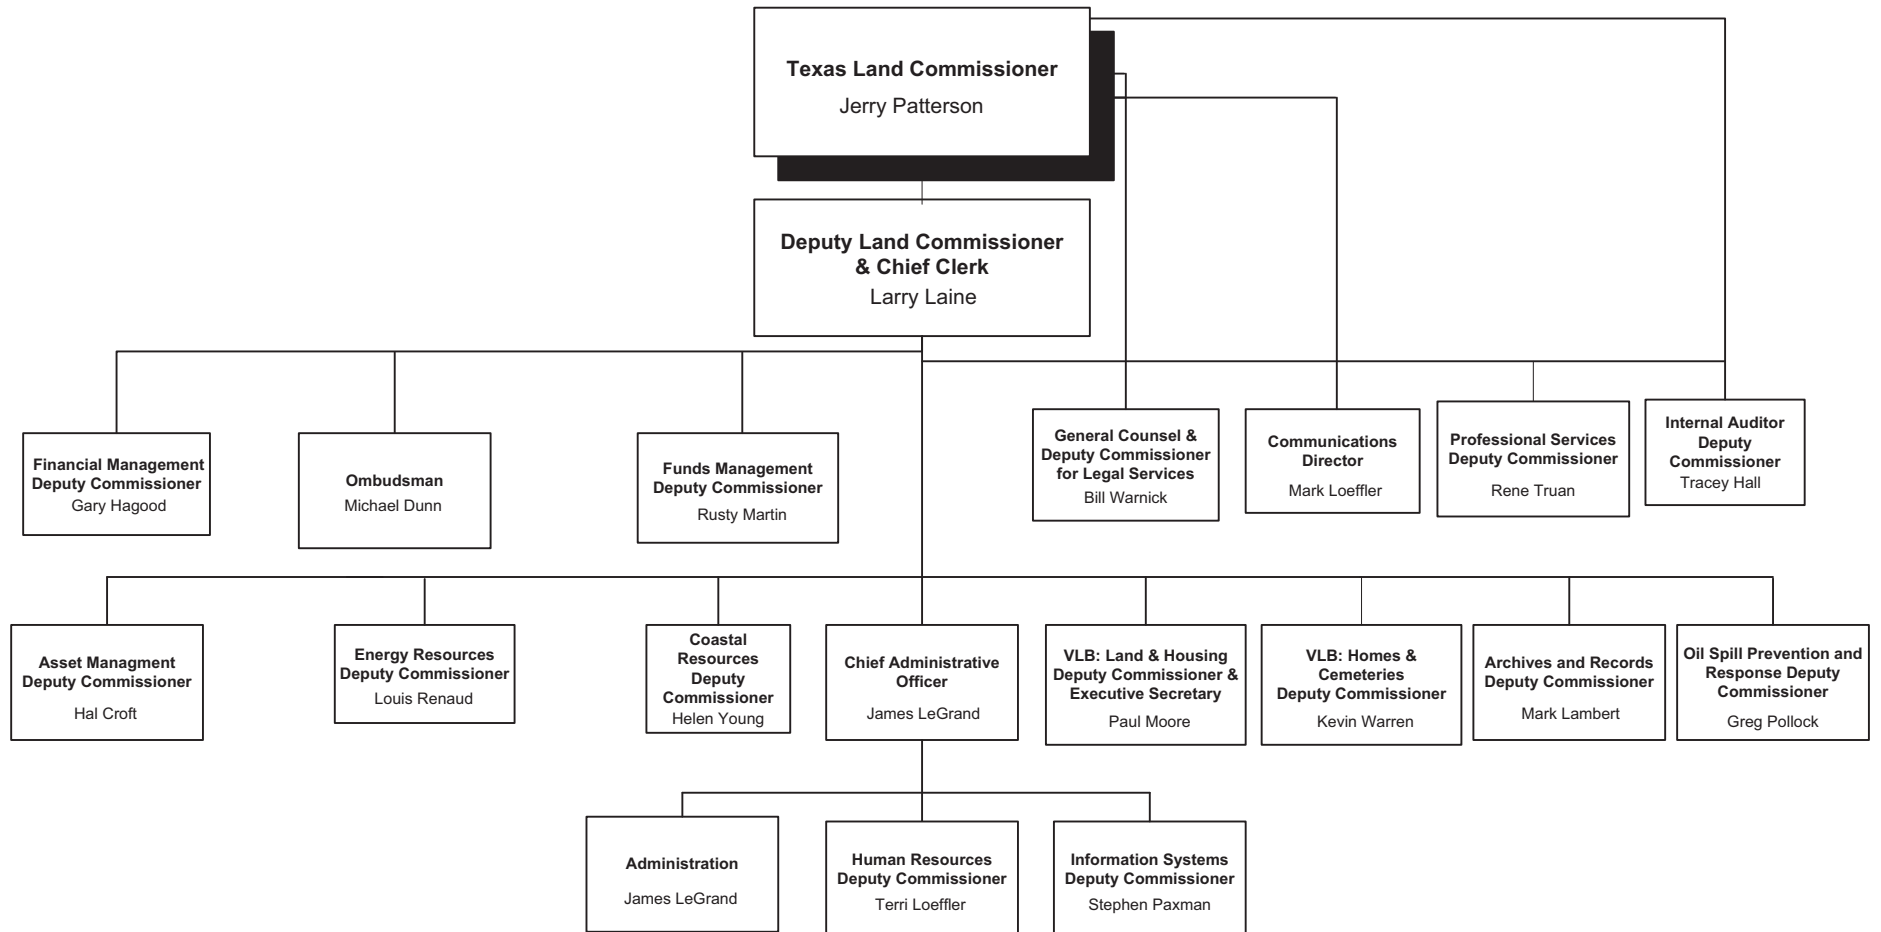 Texas Land Commissioner
Jerry Patterson
Deputy Land Commissioner
& Chief Clerk
Larry Laine
Financial Management
Deputy Commissioner
Gary Hagood
Ombudsman
Michael Dunn
Funds Management
Deputy Commissioner
Rusty Martin
General Counsel &
Deputy Commissioner
for Legal Services
Bill Warnick
Communications
Director
Mark Loeffler
Professional Services
Deputy Commissioner
Rene Truan
Internal Auditor
Deputy
Commissioner
Tracey Hall
Asset Managment
Deputy Commissioner
Hal Croft
Energy Resources
Deputy Commissioner
Louis Renaud
Coastal
Resources
Deputy
Commissioner
Helen Young
Chief Administrative
Officer
James LeGrand
VLB: Land & Housing
Deputy Commissioner &
Executive Secretary
Paul Moore
VLB: Homes &
Cemeteries
Deputy Commissioner
Kevin Warren
Archives and Records
Deputy Commissioner
Mark Lambert
Oil Spill Prevention and
Response Deputy
Commissioner
Greg Pollock
Administration
James LeGrand
Human Resources
Deputy Commissioner
Terri Loeffler
Information Systems
Deputy Commissioner
Stephen Paxman